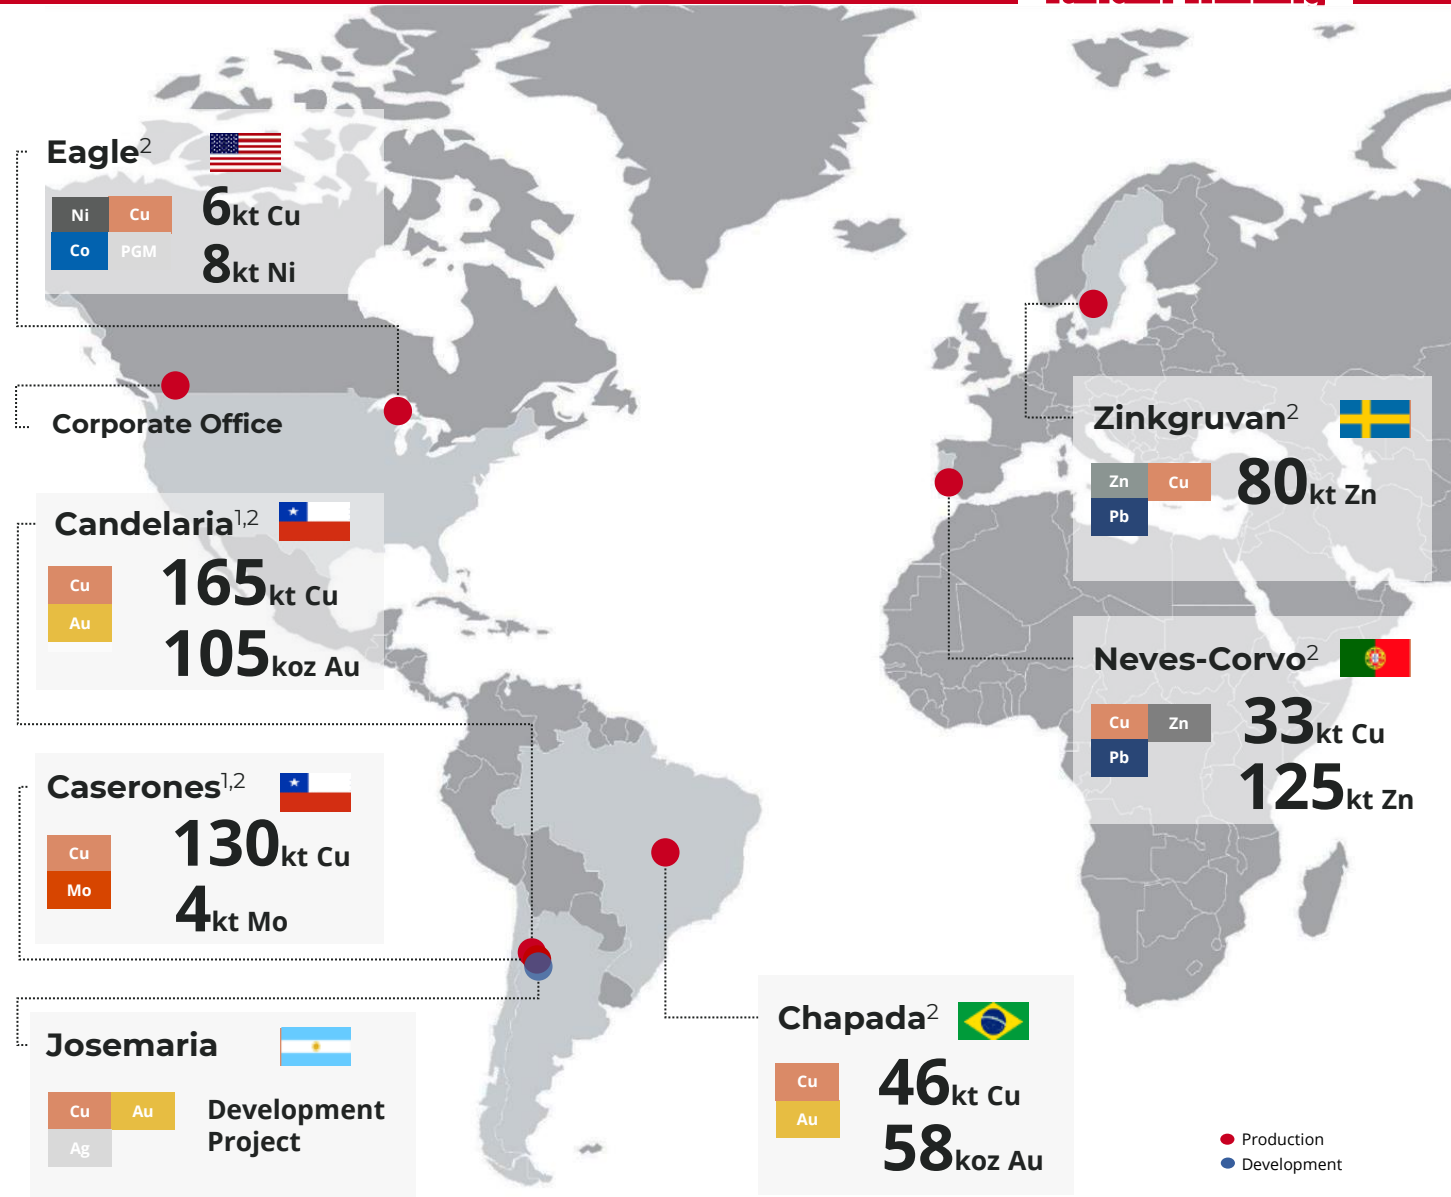 Eagle2
Ni Cu
Co PGM
6kt Cu
8kt Ni
Corporate Office
Candelaria1,2
Cu
Au
165kt Cu
105koz Au
Caserones1,2
Cu
Mo
130kt Cu
4kt Mo
Josemaria
Cu Au
Ag
Development
Project
Zinkgruvan2
Zn Cu
Pb
80kt Zn
Neves-Corvo2
Cu Zn
Pb
33kt Cu
125kt Zn
Chapada2
Cu
Au
46kt Cu
58koz Au
Production
Development